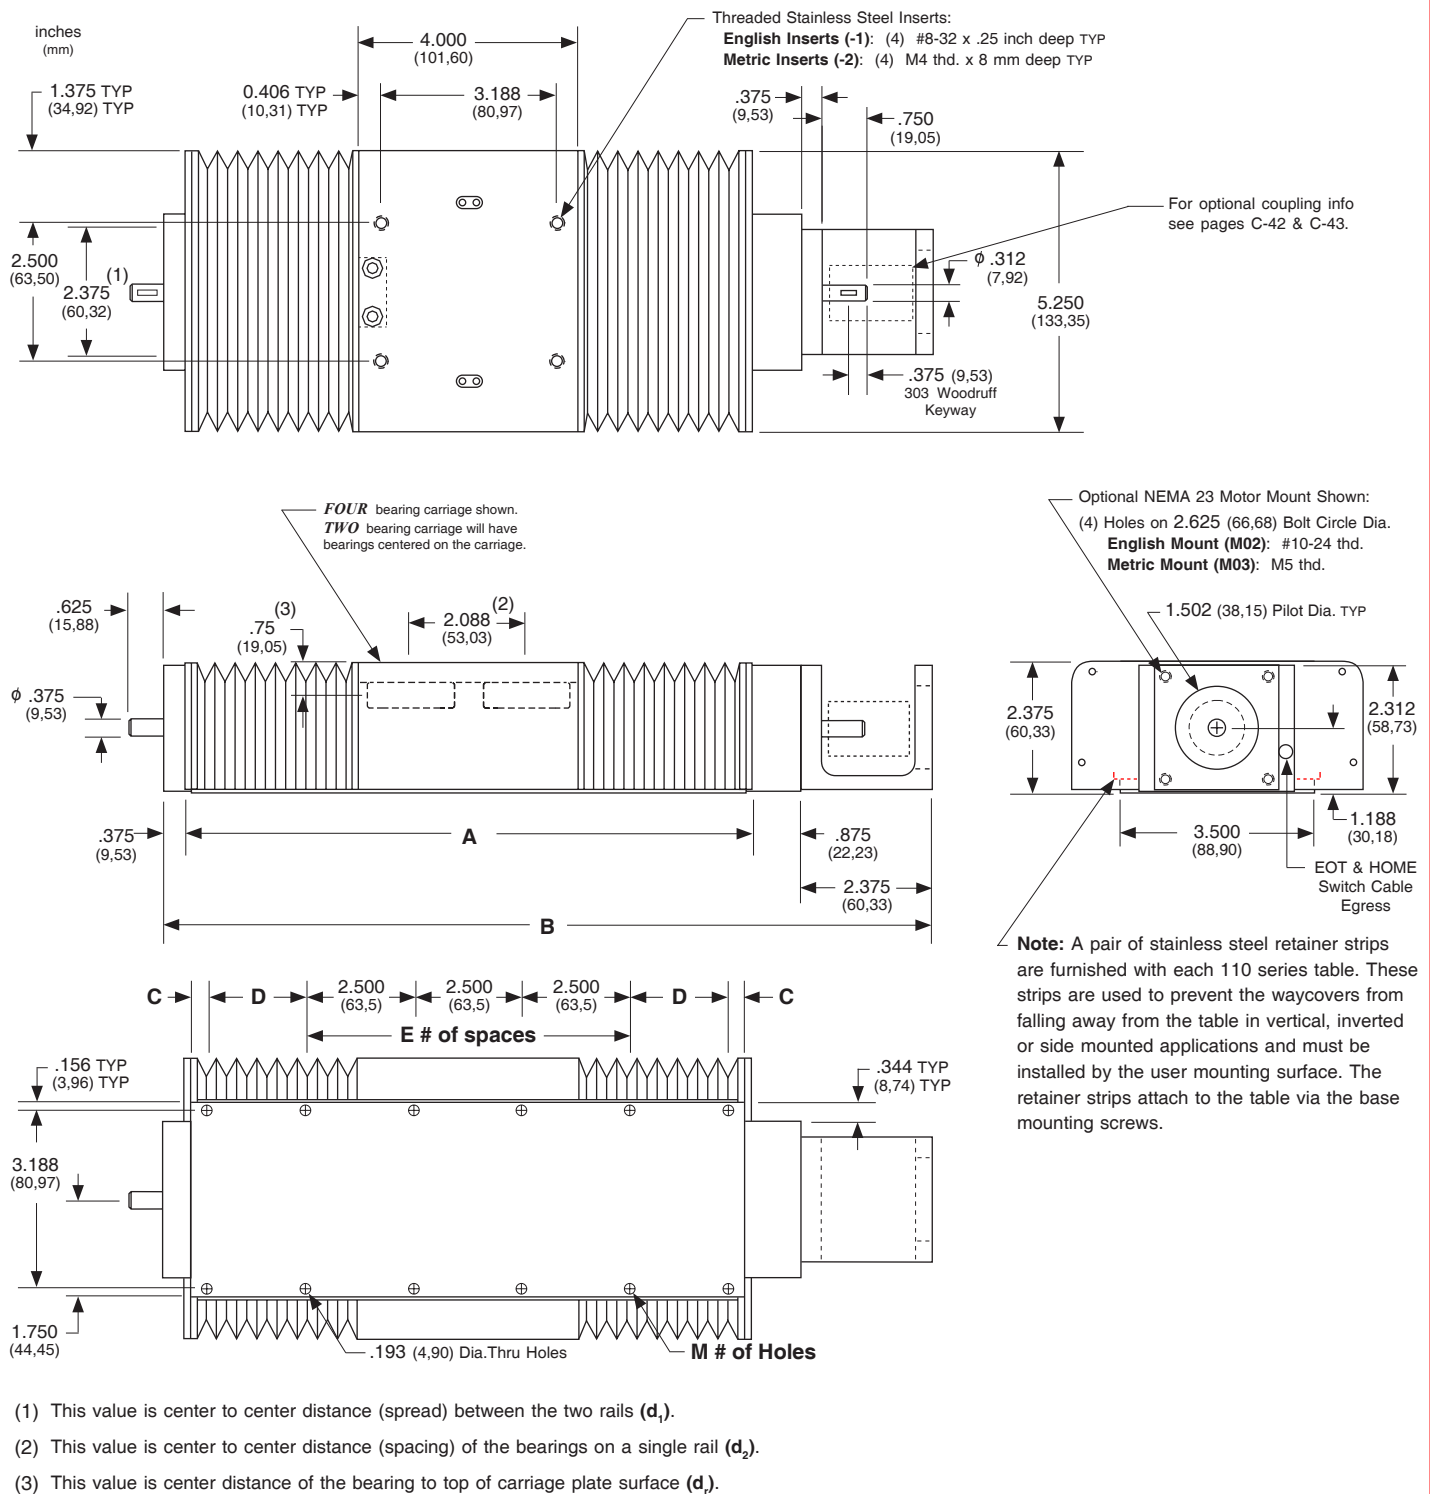 inches
(mm)
Threaded Stainless Steel Inserts:
English Inserts (-1): (4) #8-32 x .25 inch deep TYP
Metric Inserts (-2): (4) M4 thd. x 8 mm deep TYP
4.000
(101,60)
1.375 TYP
(34,92) TYP
0.406 TYP
(10,31) TYP
3.188
(80,97)
.375
(9,53)
.750
(19,05)
For optional coupling info
see pages C-42 & C-43.
2.500
(63,50)
2.375
(60,32)
(1)
ϕ .312
(7,92)
5.250
(133,35)
.375 (9,53)
303 Woodruff
Keyway
FOUR bearing carriage shown.
TWO bearing carriage will have
bearings centered on the carriage.
Optional NEMA 23 Motor Mount Shown:
(4) Holes on 2.625 (66,68) Bolt Circle Dia.
English Mount (M02): #10-24 thd.
Metric Mount (M03): M5 thd.
1.502 (38,15) Pilot Dia. TYP
.625
(15,88)
(3)
.75
(19,05)
(2)
2.088
(53,03)
ϕ .375
(9,53)
2.375
(60,33)
2.312
(58,73)
1.188
(30,18)
3.500
(88,90)
EOT & HOME
Switch Cable
Egress
.375
(9,53)
A
.875
(22,23)
2.375
(60,33)
B
Note: A pair of stainless steel retainer strips
are furnished with each 110 series table. These
strips are used to prevent the waycovers from
falling away from the table in vertical, inverted
or side mounted applications and must be
installed by the user mounting surface. The
retainer strips attach to the table via the base
mounting screws.
C
D
2.500
(63,5)
2.500
(63,5)
2.500
(63,5)
D
C
E # of spaces
.156 TYP
(3,96) TYP
.344 TYP
(8,74) TYP
3.188
(80,97)
1.750
(44,45)
.193 (4,90) Dia.Thru Holes
M # of Holes
(1) This value is center to center distance (spread) between the two rails (d₁).
(2) This value is center to center distance (spacing) of the bearings on a single rail (d₂).
(3) This value is center distance of the bearing to top of carriage plate surface (dᵣ).